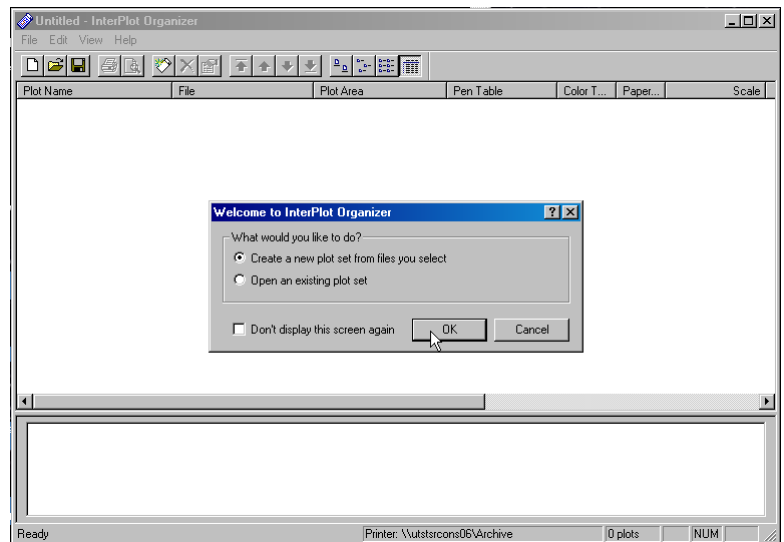 Untitled - InterPlot Organizer
File Edit View Help
Plot Name File Plot Area Pen Table Color T... Paper... Scale
Welcome to InterPlot Organizer
What would you like to do?
Create a new plot set from files you select
Open an existing plot set
Don't display this screen again OK Cancel
Ready Printer: \\utstsrcons06\Archive 0 plots NUM